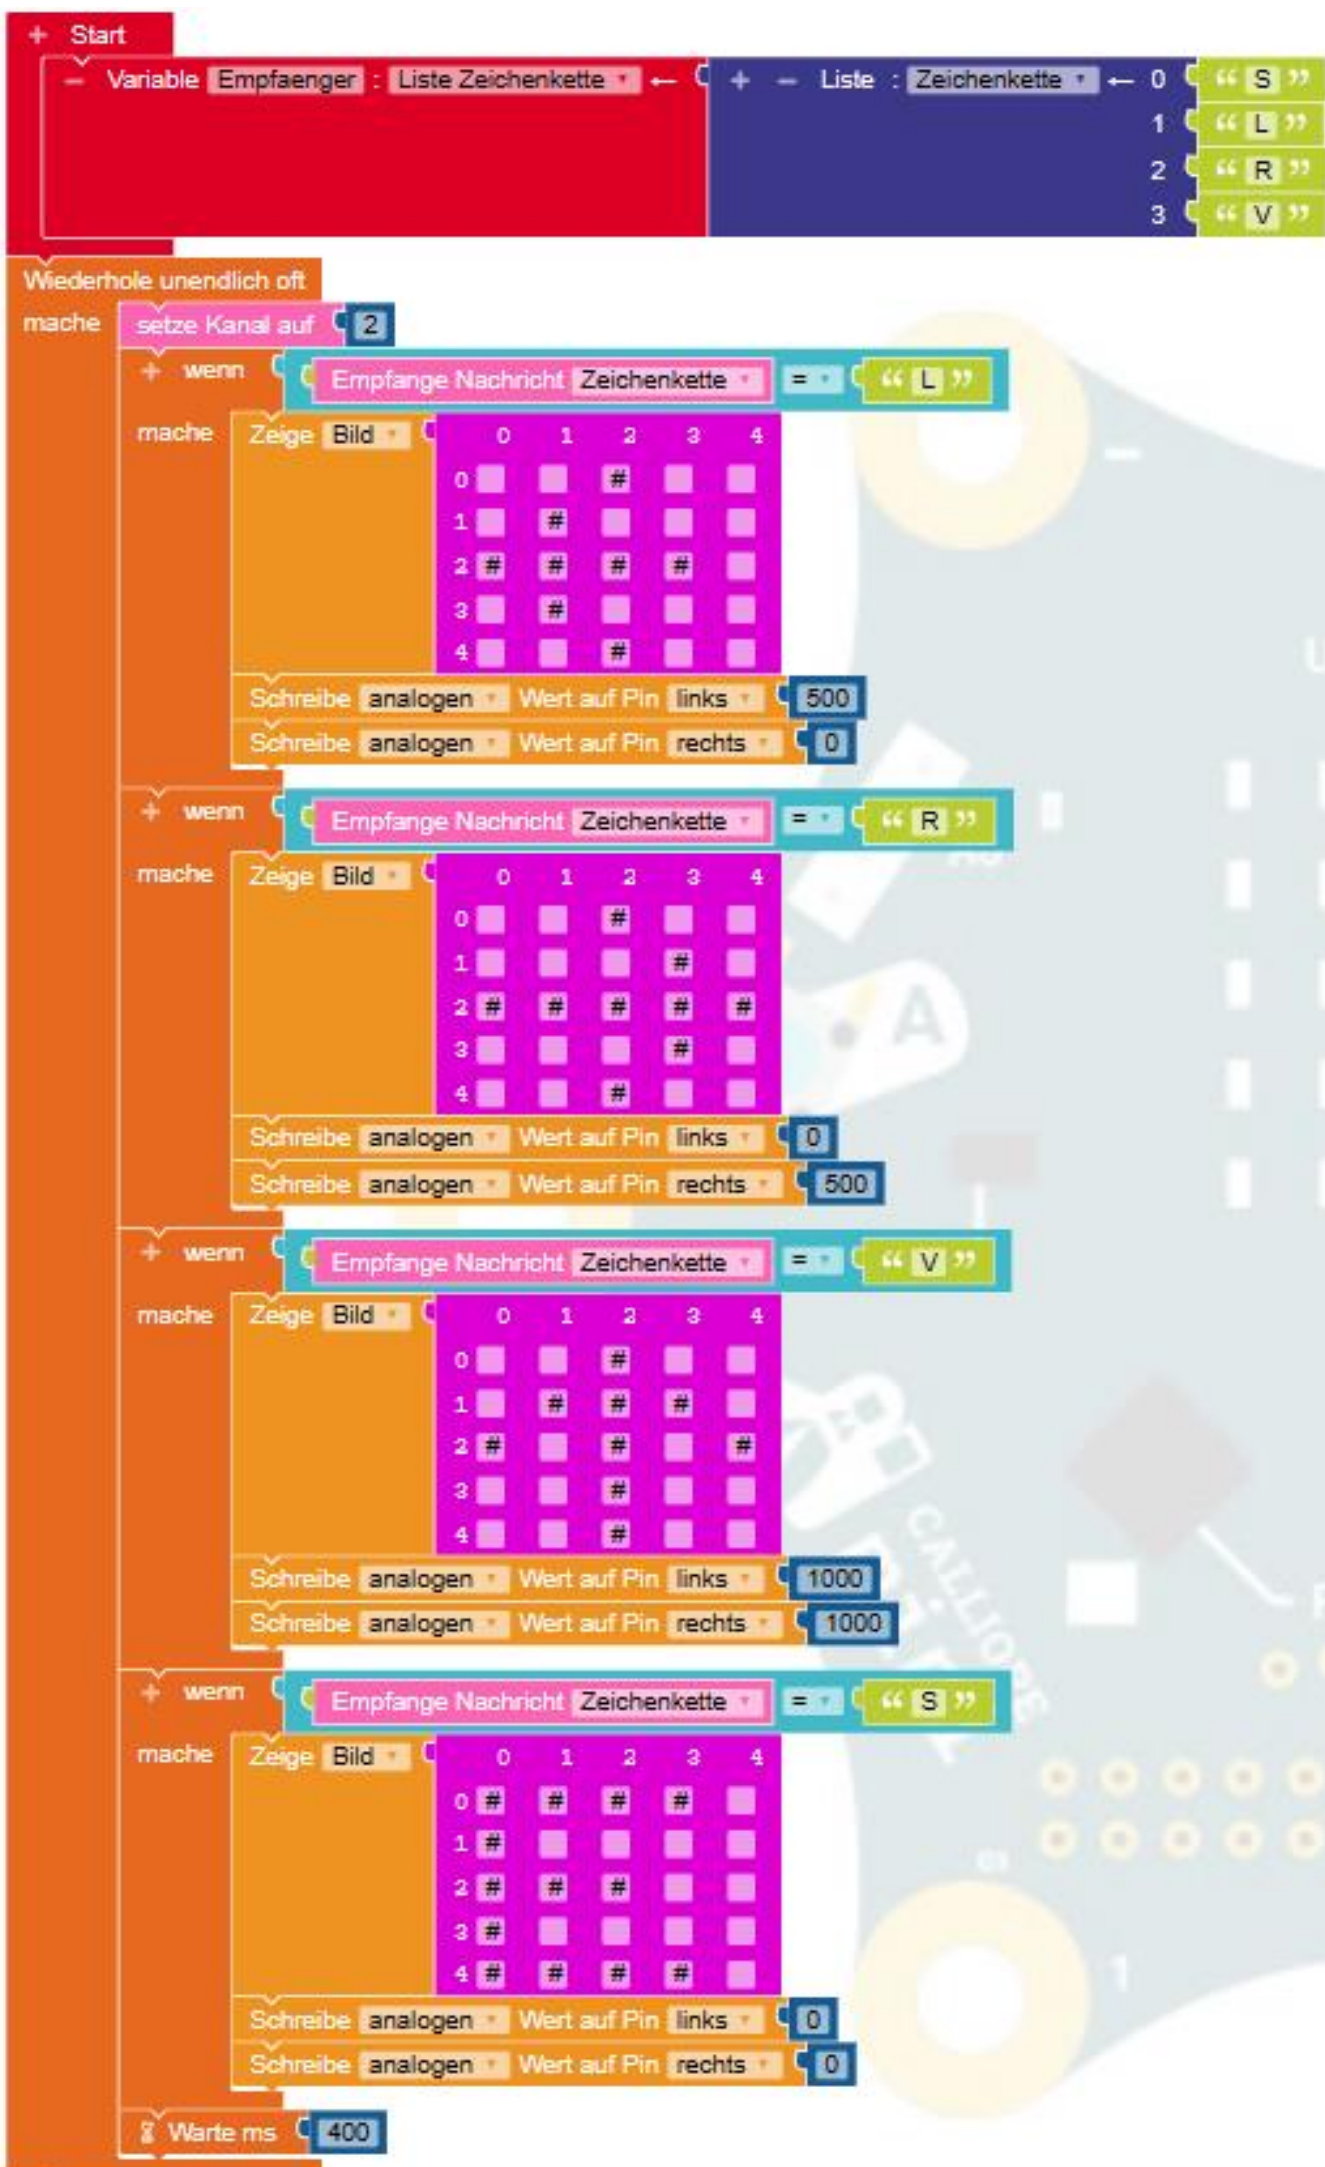 + Start
− Variable Empfaenger : Liste Zeichenkette ← + − Liste : Zeichenkette ← 0 “ S ”
1 “ L ”
2 “ R ”
3 “ V ”
Wiederhole unendlich oft
mache setze Kanal auf 2
+ wenn Empfange Nachricht Zeichenkette = “ L ”
mache Zeige Bild 0 1 2 3 4
0 #
1 #
2 # # # #
3 #
4 #
Schreibe analogen Wert auf Pin links 500
Schreibe analogen Wert auf Pin rechts 0
+ wenn Empfange Nachricht Zeichenkette = “ R ”
mache Zeige Bild 0 1 2 3 4
0 #
1 #
2 # # # # #
3 #
4 #
Schreibe analogen Wert auf Pin links 0
Schreibe analogen Wert auf Pin rechts 500
A
+ wenn Empfange Nachricht Zeichenkette = “ V ”
mache Zeige Bild 0 1 2 3 4
0 #
1 # # #
2 # # #
3 #
4 #
Schreibe analogen Wert auf Pin links 1000
Schreibe analogen Wert auf Pin rechts 1000
CALLIOPE
+ wenn Empfange Nachricht Zeichenkette = “ S ”
mache Zeige Bild 0 1 2 3 4
0 # # # #
1 #
2 # # #
3 #
4 # # # #
Schreibe analogen Wert auf Pin links 0
Schreibe analogen Wert auf Pin rechts 0
1
Warte ms 400